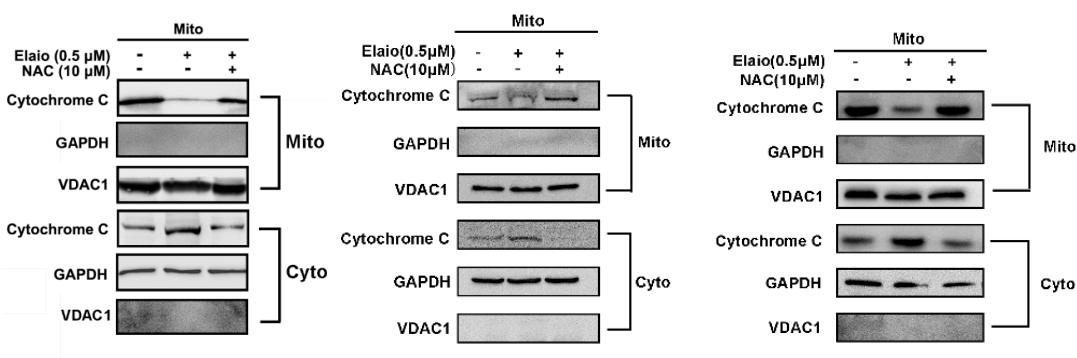 Mito
Elaio (0.5 μM) - + +
NAC (10 μM) - - +
Cytochrome C
GAPDH
VDAC1
Mito
Cytochrome C
GAPDH
VDAC1
Cyto
Mito
Elaio(0.5μM) - + +
NAC(10μM) - - +
Cytochrome C
GAPDH
VDAC1
Mito
Cytochrome C
GAPDH
VDAC1
Cyto
Mito
Elaio(0.5μM) - + +
NAC(10μM) - - +
Cytochrome C
GAPDH
VDAC1
Mito
Cytochrome C
GAPDH
VDAC1
Cyto